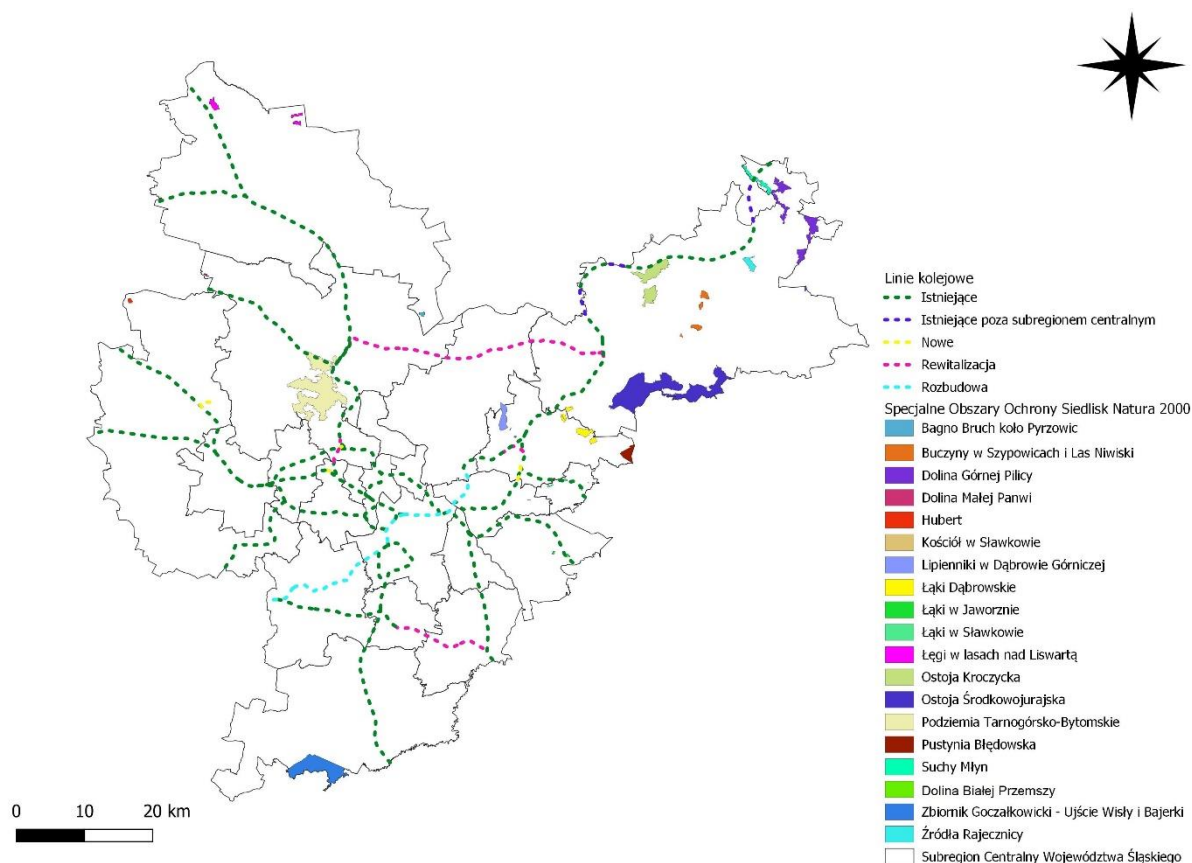 Linie kolejowe
Istniejące
Istniejące poza subregionem centralnym
Nowe
Rewitalizacja
Rozbudowa
Specjalne Obszary Ochrony Siedlisk Natura 2000
Bagno Bruch koło Pyrzowic
Buczyny w Szypowicach i Las Niwiski
Dolina Górnej Pilicy
Dolina Małej Panwi
Hubert
Kościół w Sławkowie
Lipienniki w Dąbrowie Górniczej
Łąki Dąbrowskie
Łąki w Jaworznie
Łąki w Sławkowie
Łęgi w lasach nad Liswartą
Ostoja Kroczycka
Ostoja Środkowojurajska
Podziemia Tarnogórsko-Bytomskie
Pustynia Błędowska
Suchy Młyn
Dolina Białej Przemszy
Zbiornik Goczałkowicki - Ujście Wisły i Bajerki
Źródła Rajecznicy
Subregion Centralny Województwa Śląskiego
0 10 20 km